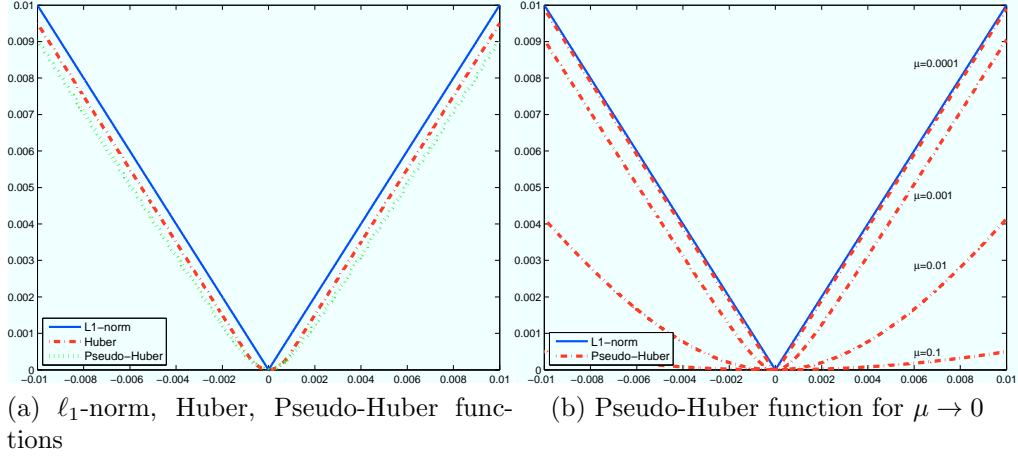 0.01
0.009
0.008
0.007
0.006
0.005
0.004
0.003
0.002
0.001
0
−0.01 −0.008 −0.006 −0.004 −0.002 0 0.002 0.004 0.006 0.008 0.01
L1−norm
Huber
Pseudo−Huber
(a) ℓ1-norm, Huber, Pseudo-Huber func-
tions
0.01
0.009
0.008
0.007
0.006
0.005
0.004
0.003
0.002
0.001
0
−0.01 −0.008 −0.006 −0.004 −0.002 0 0.002 0.004 0.006 0.008 0.01
μ=0.0001
μ=0.001
μ=0.01
μ=0.1
L1−norm
Pseudo−Huber
(b) Pseudo-Huber function for μ → 0